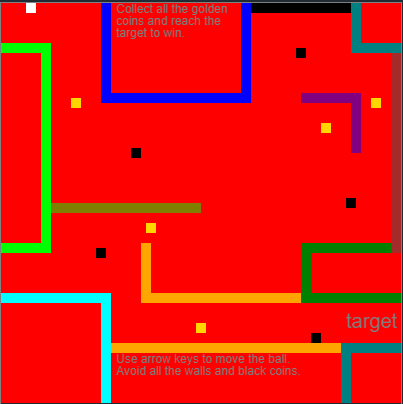 Collect all the golden
coins and reach the
target to win.
target
Use arrow keys to move the ball.
Avoid all the walls and black coins.